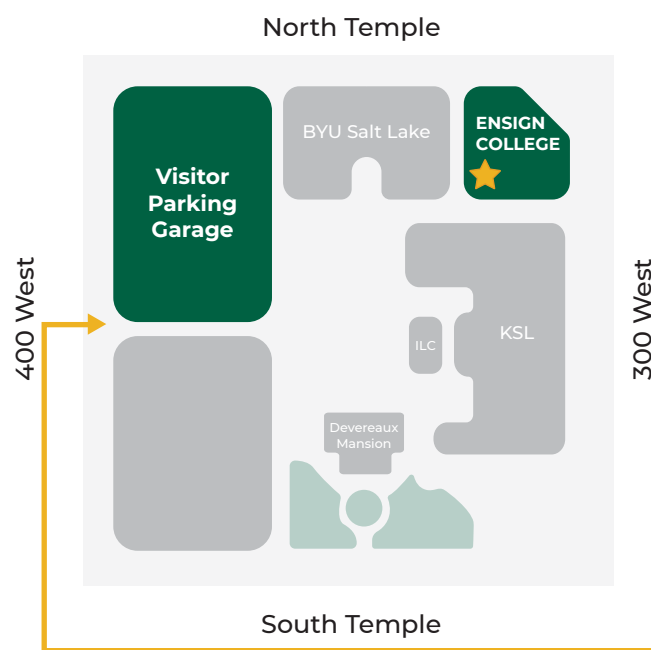 North Temple
BYU Salt Lake
ENSIGN
COLLEGE
Visitor
Parking
Garage
400 West
300 West
KSL
ILC
Devereaux
Mansion
South Temple